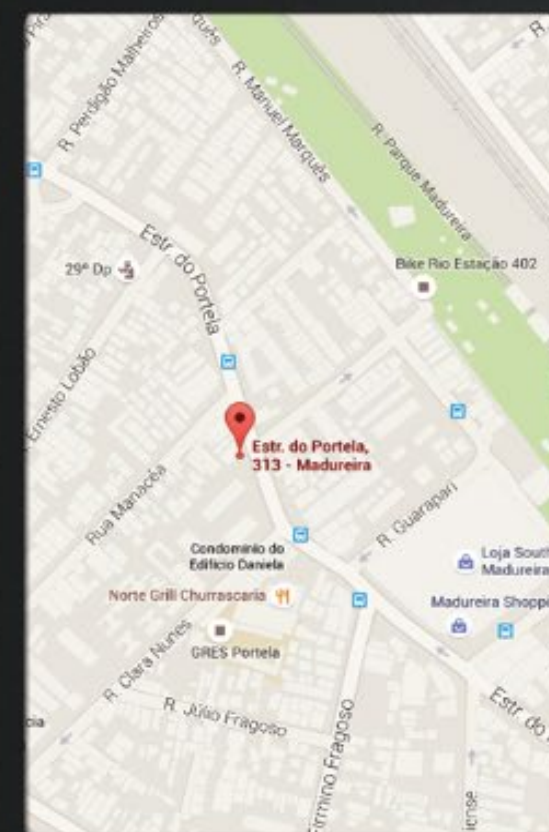 R. Perdigão Malheiros
R. Manuel Marquês
R. Parque Madureira
Estr. do Portela
29ª Dp
Bike Rio Estação 402
Ernesto Lobão
Estr. do Portela,
313 - Madureira
Rua Manacéa
R. Guarapari
Condominio do
Edifício Daniela
Norte Grill Churrascaria
GRES Portela
R. Clara Nunes
R. Júlio Fragoso
Firmino Fragoso
Loja South
Madureira
Madureira Shoppi
Estr. do